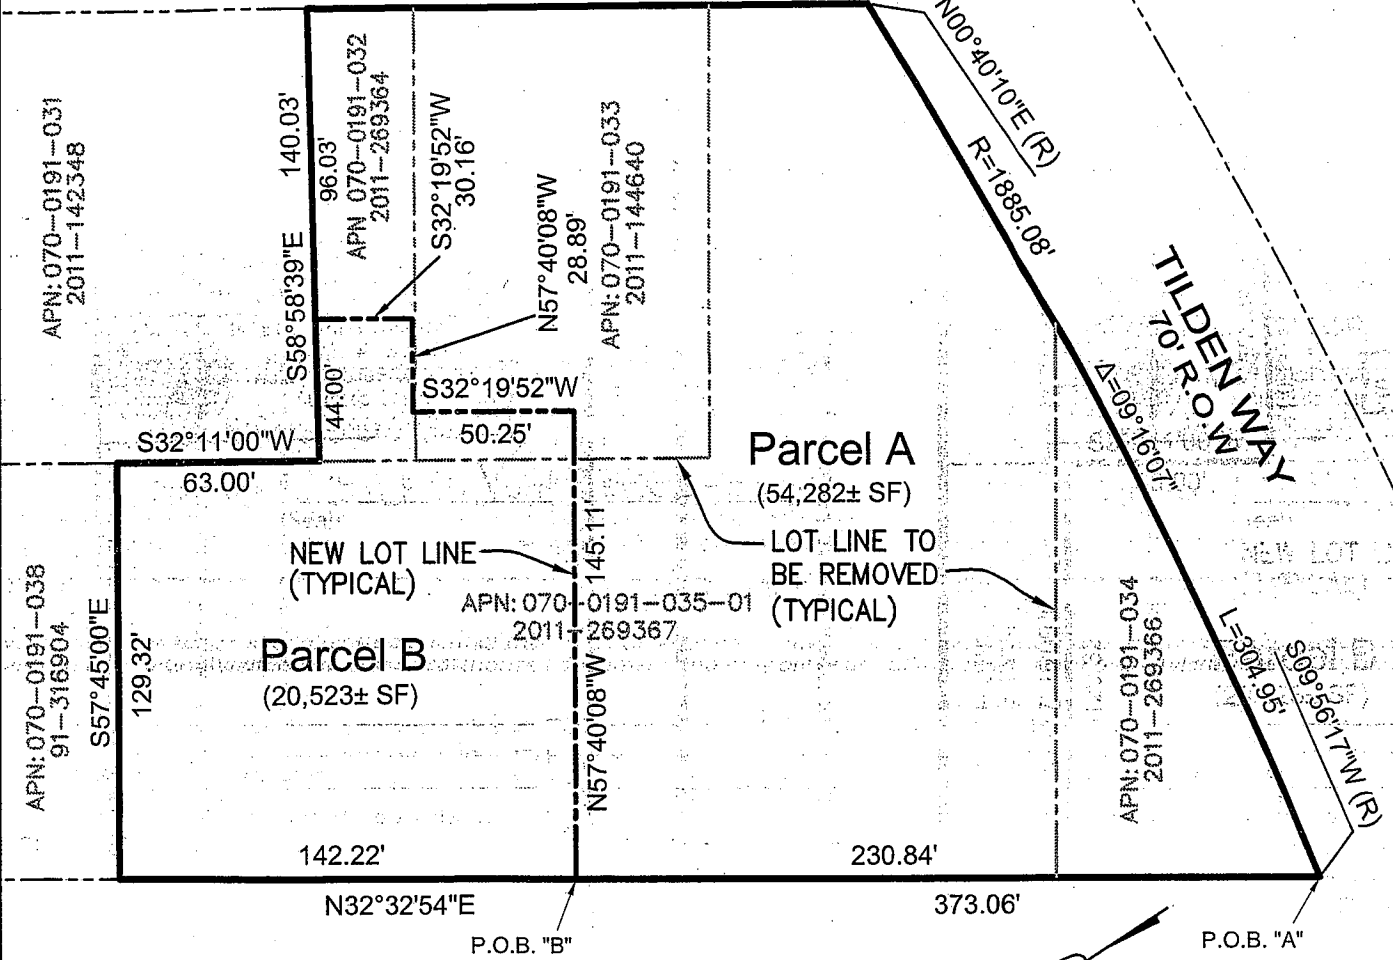 N00°40'10"E (R)
APN: 070-0191-031
2011-142348
140.03'
S58°58'39"E
96.03'
APN 070-0191-032
2011-269364
S32°19'52"W
30.16'
N57°40'08"W
28.89'
APN: 070-0191-033
2011-144640
R=1885.08'
TILDEN WAY
70' R.O.W
Δ=09°16'07"
44.00'
S32°19'52"W
50.25'
S32°11'00"W
63.00'
Parcel A
(54,282± SF)
LOT LINE TO
BE REMOVED
(TYPICAL)
NEW LOT LINE
(TYPICAL)
145.11'
N57°40'08"W
APN: 070-0191-035-01
2011-269367
Parcel B
(20,523± SF)
APN: 070-0191-038
91-316904
S57°45'00"E
129.32'
APN: 070-0191-034
2011-269366
L=304.95'
S09°56'17"W (R)
142.22'
230.84'
N32°32'54"E
373.06'
P.O.B. "B"
P.O.B. "A"